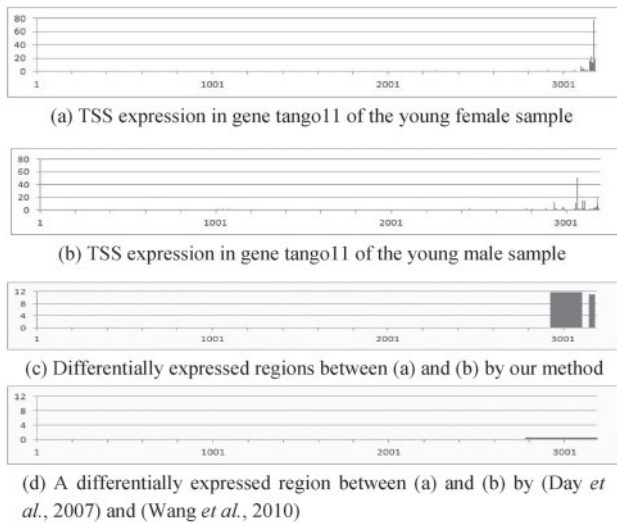 80
60
40
20
0
1 1001 2001 3001
(a) TSS expression in gene tango11 of the young female sample
80
60
40
20
0
1 1001 2001 3001
(b) TSS expression in gene tango11 of the young male sample
12
8
4
0
1 1001 2001 3001
(c) Differentially expressed regions between (a) and (b) by our method
12
8
4
0
1 1001 2001 3001
(d) A differentially expressed region between (a) and (b) by (Day et
al., 2007) and (Wang et al., 2010)